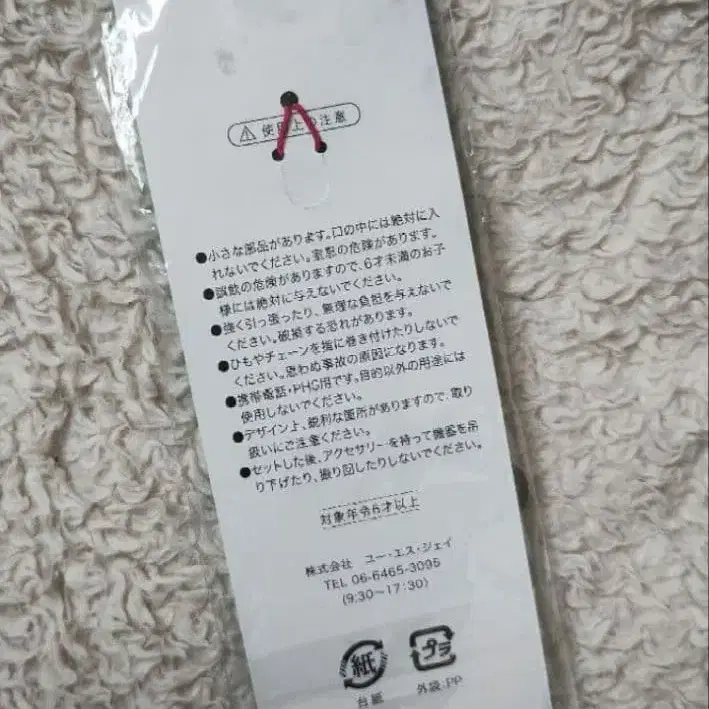 使用上の注意
●小さな部品があります。口の中には絶対に入
れないでください。窒息の危険があります。
●誤飲の危険がありますので、6才未満のお子
様には絶対に与えないでください。
●強く引っ張ったり、無理な負担を与えないで
ください。破損する恐れがあります。
●ひもやチェーンを指に巻き付けたりしないで
ください。思わぬ事故の原因になります。
●携帯電話・PHS用です。目的以外の用途には
使用しないでください。
●デザイン上、鋭利な箇所がありますので、取り
扱いにご注意ください。
●セットした後、アクセサリーを持って機器を吊
り下げたり、振り回したりしないでください。
対象年令6才以上
株式会社 ユー・エス・ジェイ
TEL 06-6465-3095
(9:30〜17:30)
紙 プラ
台紙 外袋:PP